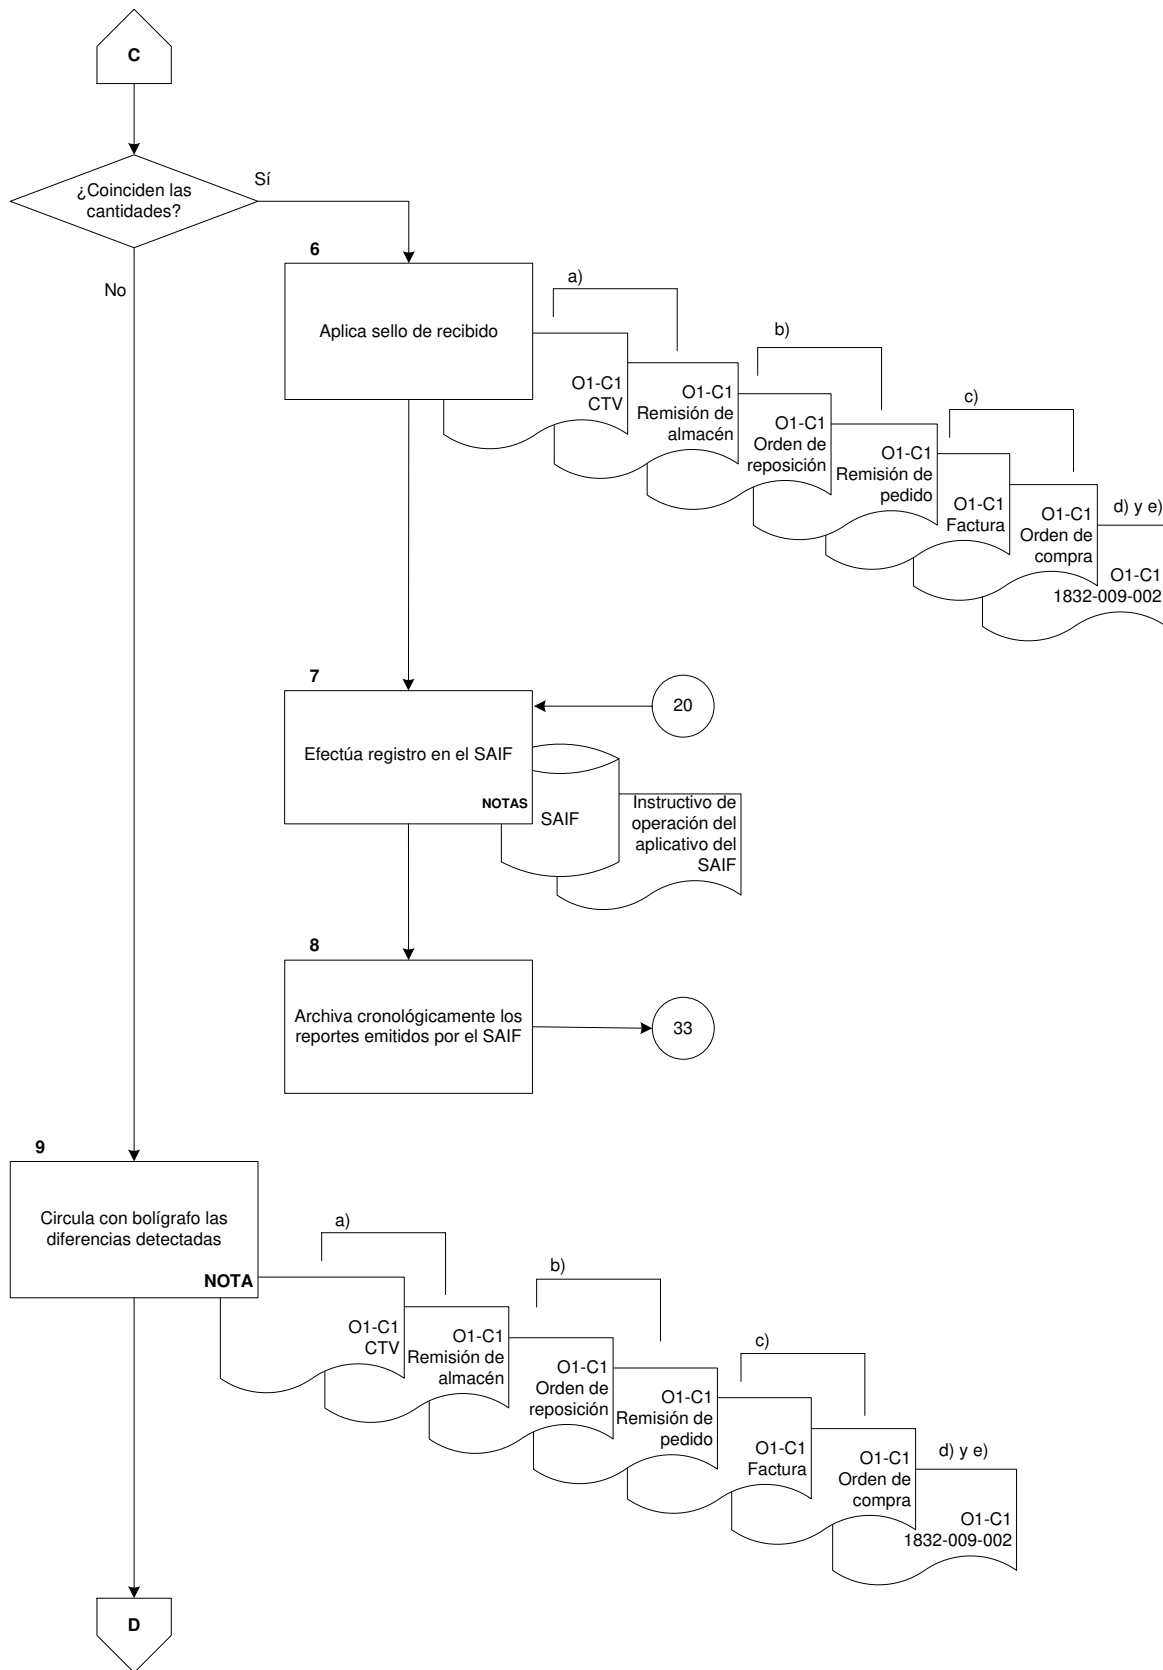 C
¿Coinciden las
cantidades?
Sí
No
6
Aplica sello de recibido
a)
O1-C1
CTV
O1-C1
Remisión de
almacén
b)
O1-C1
Orden de
reposición
O1-C1
Remisión de
pedido
c)
O1-C1
Factura
O1-C1
Orden de
compra
d) y e)
O1-C1
1832-009-002
7
Efectúa registro en el SAIF
NOTAS
20
SAIF
Instructivo de
operación del
aplicativo del
SAIF
8
Archiva cronológicamente los
reportes emitidos por el SAIF
33
9
Circula con bolígrafo las
diferencias detectadas
NOTA
a)
O1-C1
CTV
O1-C1
Remisión de
almacén
b)
O1-C1
Orden de
reposición
O1-C1
Remisión de
pedido
c)
O1-C1
Factura
O1-C1
Orden de
compra
d) y e)
O1-C1
1832-009-002
D